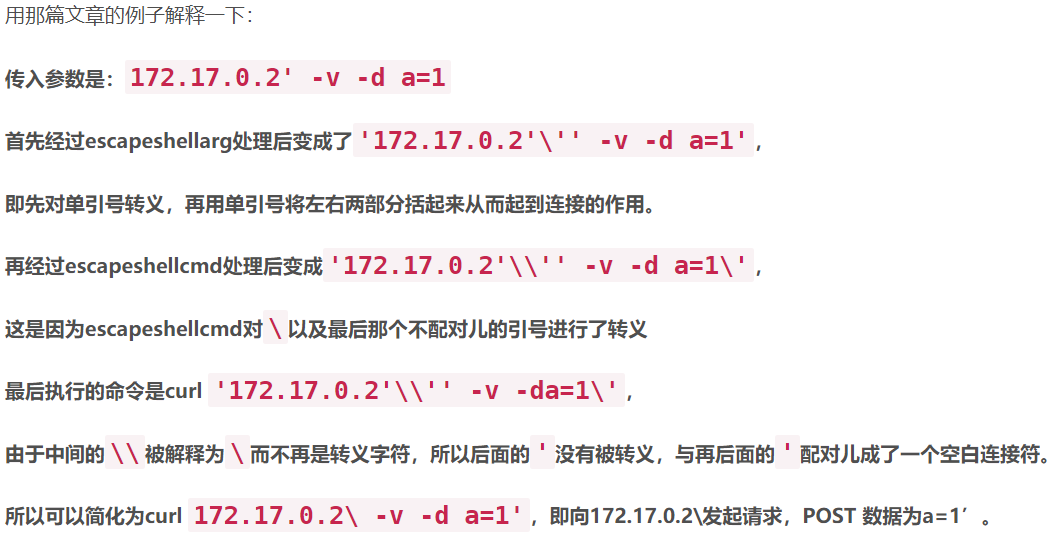 用那篇文章的例子解释一下：
传入参数是：172.17.0.2' -v -d a=1
首先经过escapeshellarg处理后变成了'172.17.0.2'\'' -v -d a=1'，
即先对单引号转义，再用单引号将左右两部分括起来从而起到连接的作用。
再经过escapeshellcmd处理后变成'172.17.0.2'\\'' -v -d a=1\'，
这是因为escapeshellcmd对\以及最后那个不配对儿的引号进行了转义
最后执行的命令是curl '172.17.0.2'\\'' -v -da=1\'，
由于中间的\\被解释为\而不再是转义字符，所以后面的'没有被转义，与再后面的'配对儿成了一个空白连接符。
所以可以简化为curl 172.17.0.2\ -v -d a=1'，即向172.17.0.2\发起请求，POST 数据为a=1′。